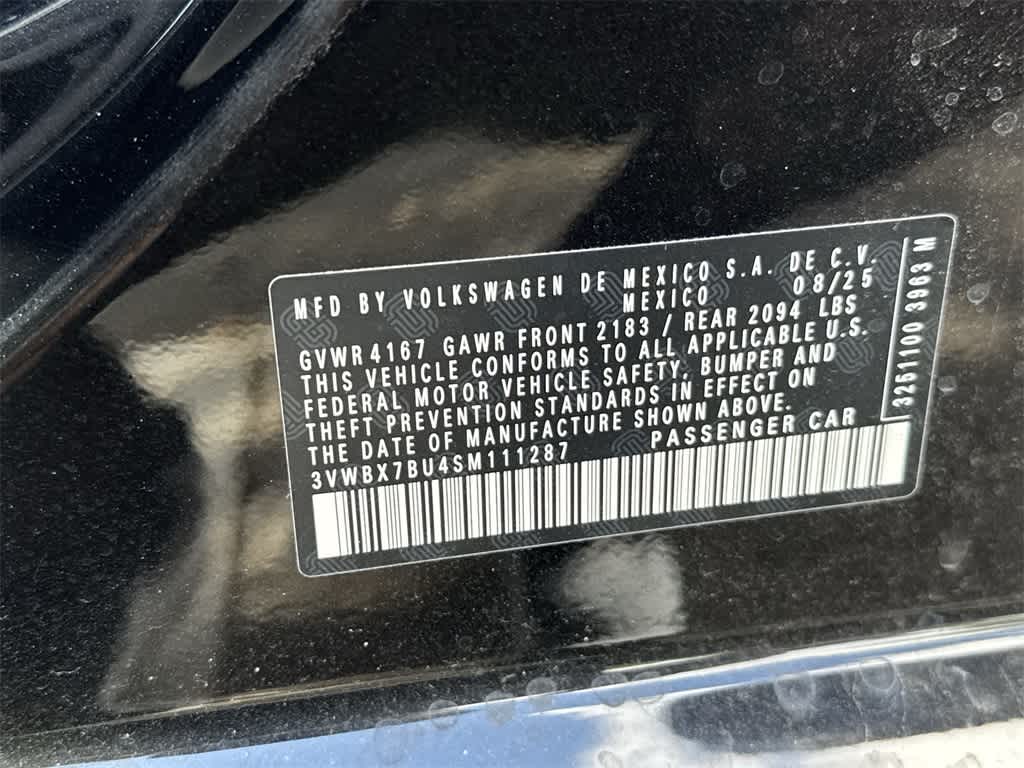 MFD BY VOLKSWAGEN DE MEXICO S.A. DE C.V.
MEXICO 08/25
GVWR 4167 GAWR FRONT 2183 / REAR 2094 LBS
THIS VEHICLE CONFORMS TO ALL APPLICABLE U.S.
FEDERAL MOTOR VEHICLE SAFETY, BUMPER AND
THEFT PREVENTION STANDARDS IN EFFECT ON
THE DATE OF MANUFACTURE SHOWN ABOVE.
3VWBX7BU4SM111287 PASSENGER CAR
3261100 3963 M